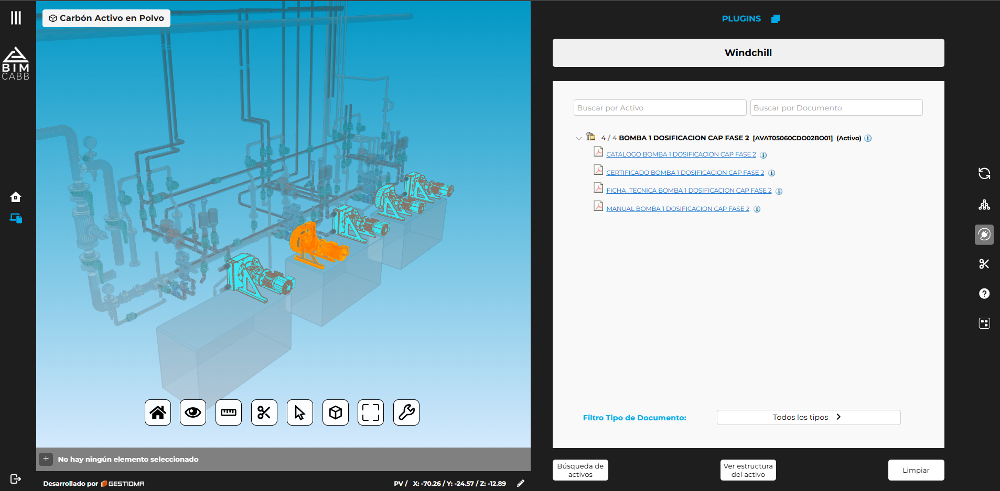 Carbón Activo en Polvo
BIM
CABB
PLUGINS
Windchill
Buscar por Activo
Buscar por Documento
4 / 4 BOMBA 1 DOSIFICACION CAP FASE 2 [AVAT05060CDO02BO01] (Activo)
CATALOGO BOMBA 1 DOSIFICACION CAP FASE 2
CERTIFICADO BOMBA 1 DOSIFICACION CAP FASE 2
FICHA_TECNICA BOMBA 1 DOSIFICACION CAP FASE 2
MANUAL BOMBA 1 DOSIFICACION CAP FASE 2
Filtro Tipo de Documento:
Todos los tipos
No hay ningún elemento seleccionado
Búsqueda de
activos
Ver estructura
del activo
Limpiar
Desarrollado por GESTIOMA
PV / X: -70.26 / Y: -24.57 / Z: -12.89